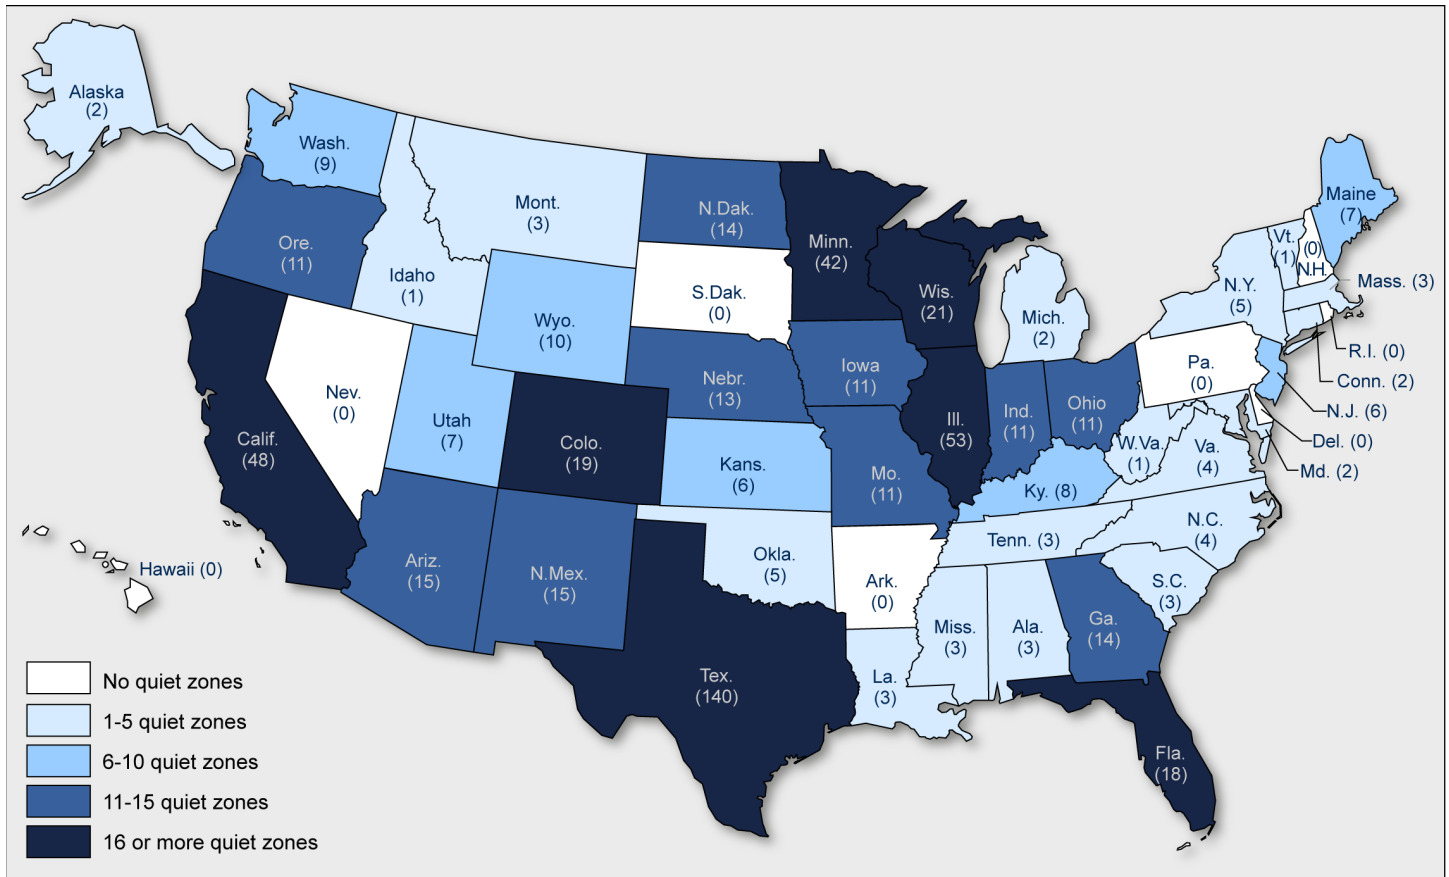 Alaska
(2)
Wash.
(9)
Ore.
(11)
Idaho
(1)
Mont.
(3)
N.Dak.
(14)
Minn.
(42)
S.Dak.
(0)
Wyo.
(10)
Wis.
(21)
Mich.
(2)
Maine
(7)
Vt.
(1)
(0)
N.H.
N.Y.
(5)
Mass. (3)
R.I. (0)
Conn. (2)
N.J. (6)
Del. (0)
Md. (2)
Pa.
(0)
Calif.
(48)
Nev.
(0)
Utah
(7)
Colo.
(19)
Nebr.
(13)
Iowa
(11)
Kans.
(6)
Mo.
(11)
Ill.
(53)
Ind.
(11)
Ohio
(11)
W.Va.
(1)
Va.
(4)
Ky. (8)
N.C.
(4)
Tenn. (3)
S.C.
(3)
Ariz.
(15)
N.Mex.
(15)
Okla.
(5)
Ark.
(0)
Miss.
(3)
Ala.
(3)
Ga.
(14)
Hawaii (0)
Tex.
(140)
La.
(3)
Fla.
(18)
No quiet zones
1-5 quiet zones
6-10 quiet zones
11-15 quiet zones
16 or more quiet zones